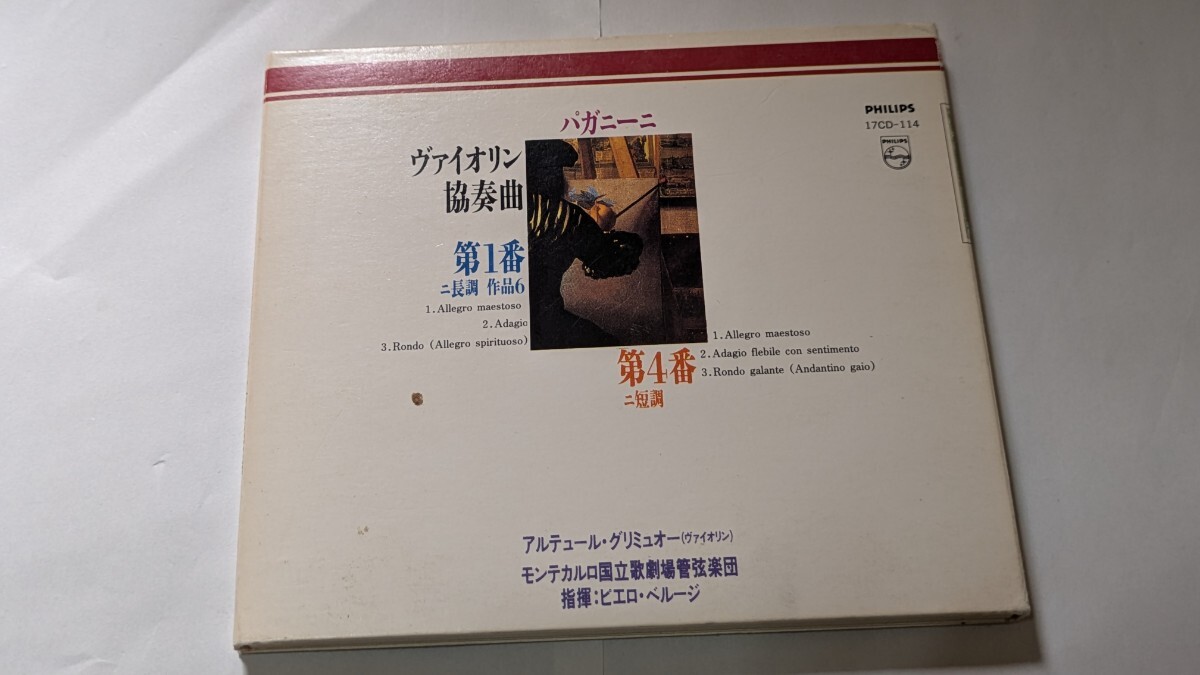 PHILIPS
17CD-114
PHILIPS
パガニーニ
ヴァイオリン
協奏曲
第1番
ニ長調 作品6
1.Allegro maestoso
2.Adagio
3.Rondo (Allegro spirituoso)
第4番
ニ短調
1.Allegro maestoso
2.Adagio flebile con sentimento
3.Rondo galante (Andantino gaio)
アルテュール・グリミュオー(ヴァイオリン)
モンテカルロ国立歌劇場管弦楽団
指揮:ピエロ・ベルージ